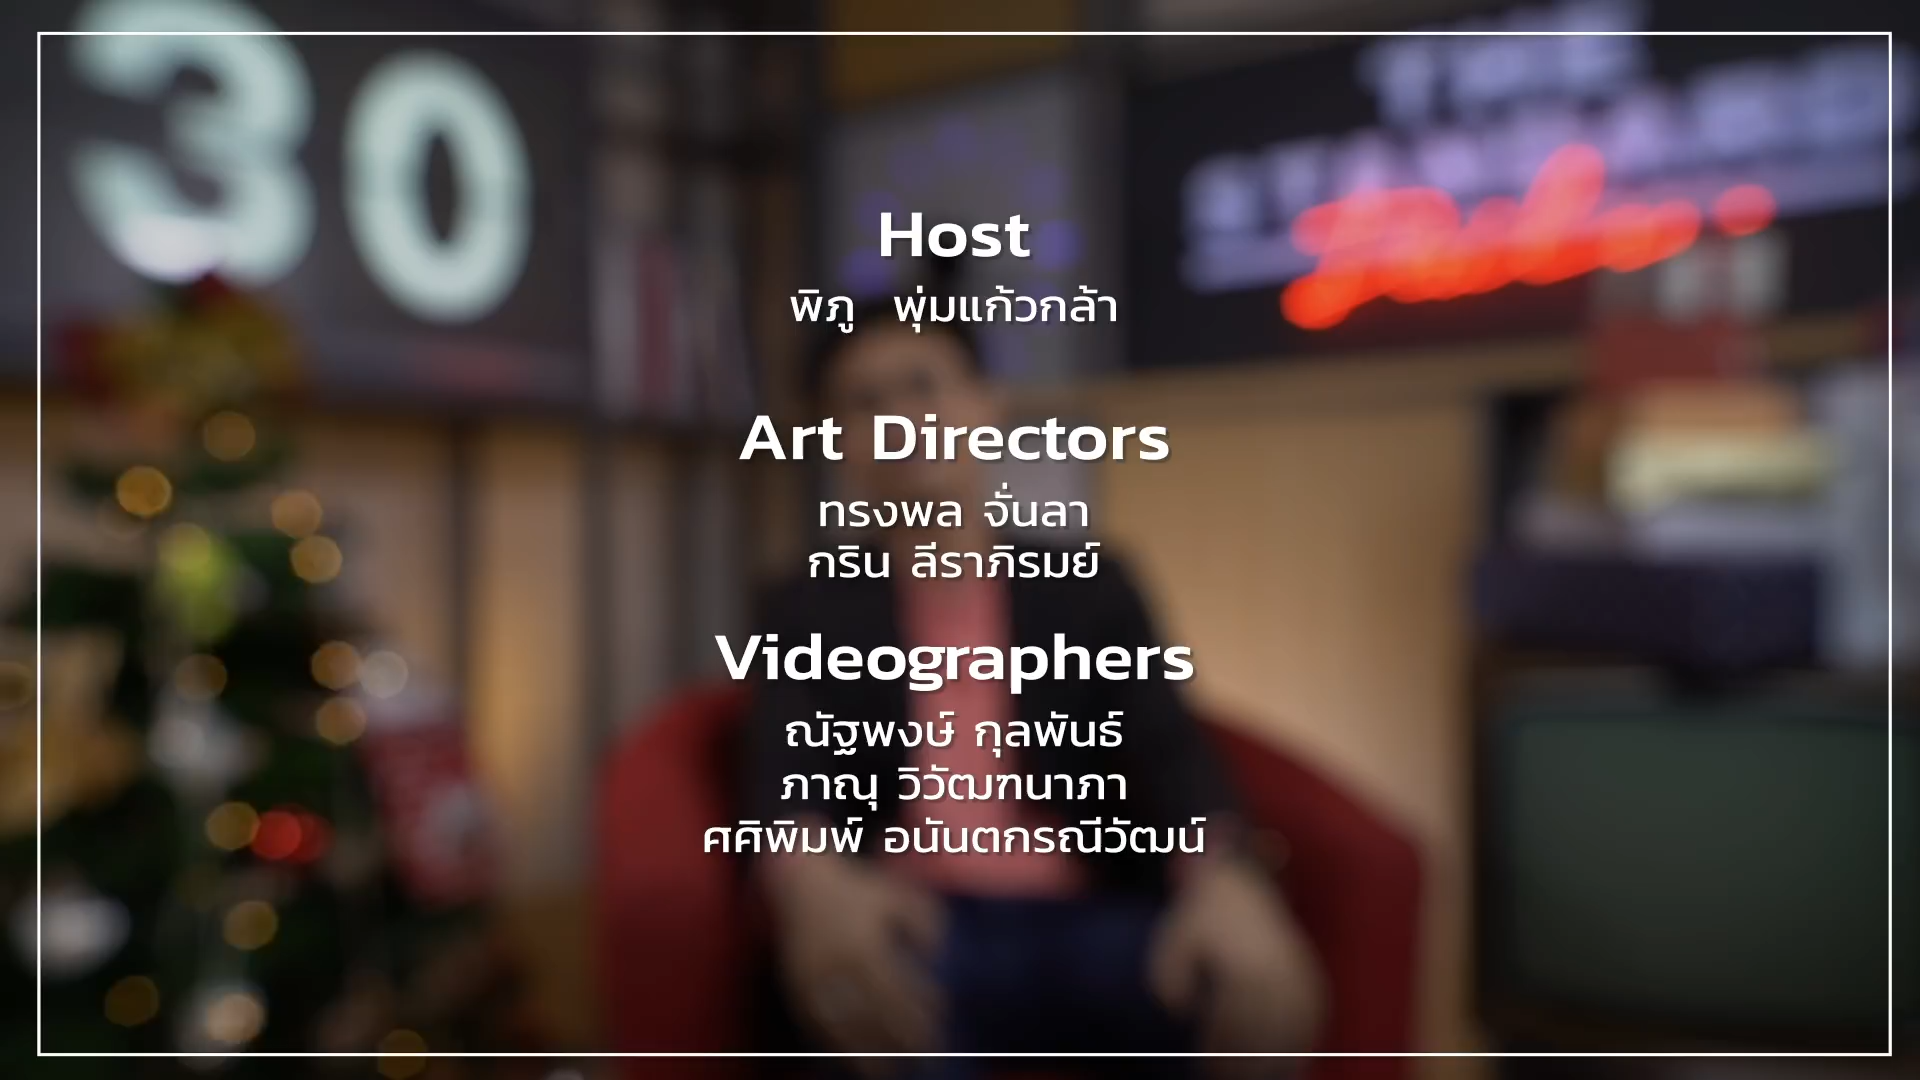 30
THE
STANDARD
Host
พิภู พุ่มแก้วกล้า
Art Directors
ทรงพล จั่นลา
กริน ลีราภิรมย์
Videographers
ณัฐพงษ์ กุลพันธ์
ภาณุ วิวัฒฑนาภา
ศศิพิมพ์ อนันตกรณีวัฒน์